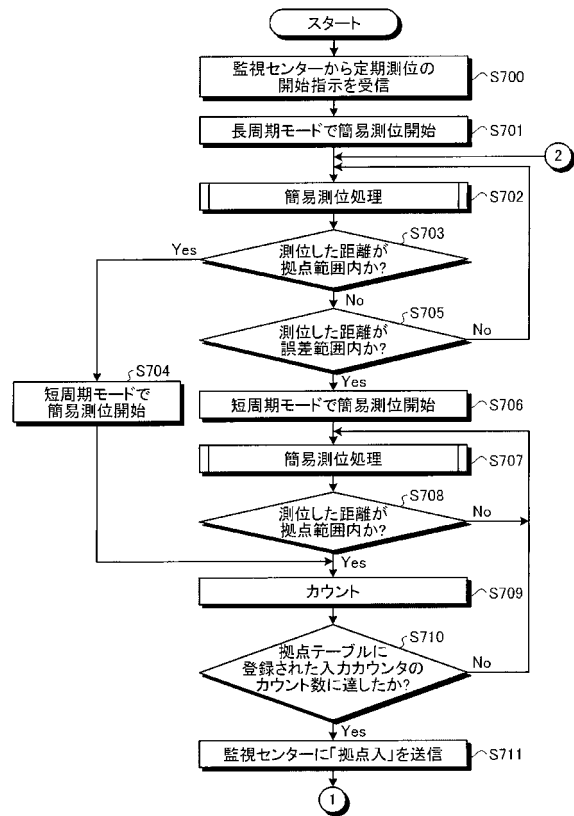 スタート
監視センターから定期測位の
開始指示を受信
S700
長周期モードで簡易測位開始
S701
2
簡易測位処理
S702
S703
測位した距離が
拠点範囲内か?
Yes
No
S705
測位した距離が
誤差範囲内か?
No
Yes
S704
短周期モードで
簡易測位開始
短周期モードで簡易測位開始
S706
簡易測位処理
S707
S708
測位した距離が
拠点範囲内か?
No
Yes
カウント
S709
S710
拠点テーブルに
登録された入力カウンタの
カウント数に達したか?
No
Yes
監視センターに「拠点入」を送信
S711
1